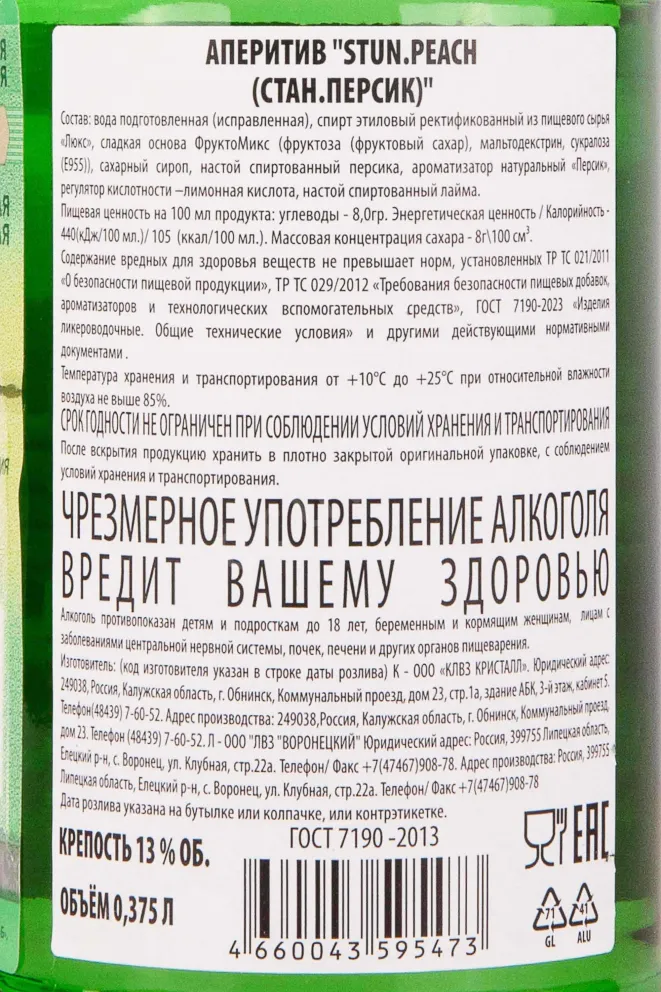 АПЕРИТИВ "STUN.PEACH
(СТАН.ПЕРСИК)"
Состав: вода подготовленная (исправленная), спирт этиловый ректификованный из пищевого сырья
«Люкс», сладкая основа ФруктоМикс (фруктоза (фруктовый сахар), мальтодекстрин, сукралоза
(Е955)), сахарный сироп, настой спиртованный персика, ароматизатор натуральный «Персик»,
регулятор кислотности –лимонная кислота, настой спиртованный лайма.
Пищевая ценность на 100 мл продукта: углеводы - 8,0гр. Энергетическая ценность / Калорийность -
440(кДж/100 мл.)/ 105 (ккал/100 мл.). Массовая концентрация сахара - 8г\100 см³.
Содержание вредных для здоровья веществ не превышает норм, установленных ТР ТС 021/2011
«О безопасности пищевой продукции», ТР ТС 029/2012 «Требования безопасности пищевых добавок,
ароматизаторов и технологических вспомогательных средств», ГОСТ 7190-2023 «Изделия
ликероводочные. Общие технические условия» и другими действующими нормативными
документами .
Температура хранения и транспортирования от +10°С до +25°С при относительной влажности
воздуха не выше 85%.
СРОК ГОДНОСТИ НЕ ОГРАНИЧЕН ПРИ СОБЛЮДЕНИИ УСЛОВИЙ ХРАНЕНИЯ И ТРАНСПОРТИРОВАНИЯ
После вскрытия продукцию хранить в плотно закрытой оригинальной упаковке, с соблюдением
условий хранения и транспортирования.
ЧРЕЗМЕРНОЕ УПОТРЕБЛЕНИЕ АЛКОГОЛЯ
ВРЕДИТ ВАШЕМУ ЗДОРОВЬЮ
Алкоголь противопоказан детям и подросткам до 18 лет, беременным и кормящим женщинам, лицам с
заболеваниями центральной нервной системы, почек, печени и других органов пищеварения.
Изготовитель: (код изготовителя указан в строке даты розлива) К - ООО «КЛВЗ КРИСТАЛЛ». Юридический адрес:
249038, Россия, Калужская область, г. Обнинск, Коммунальный проезд, дом 23, стр.1а, здание АБК, 3-й этаж, кабинет 5.
Телефон(48439) 7-60-52. Адрес производства: 249038,Россия, Калужская область, г. Обнинск, Коммунальный проезд,
дом 23. Телефон (48439) 7-60-52. Л - ООО "ЛВЗ "ВОРОНЕЦКИЙ" Юридический адрес: Россия, 399755 Липецкая область,
Елецкий р-н, с. Воронец, ул. Клубная, стр.22а. Телефон/ Факс +7(47467)908-78. Адрес производства: Россия, 399755
Липецкая область, Елецкий р-н, с. Воронец, ул. Клубная, стр.22а. Телефон/ Факс +7(47467)908-78
Дата розлива указана на бутылке или колпачке, или контрэтикетке.
КРЕПОСТЬ 13 % ОБ.
ГОСТ 7190 -2013
EAC
ОБЪЁМ 0,375 Л
4 660043 595473
71
GL
41
ALU